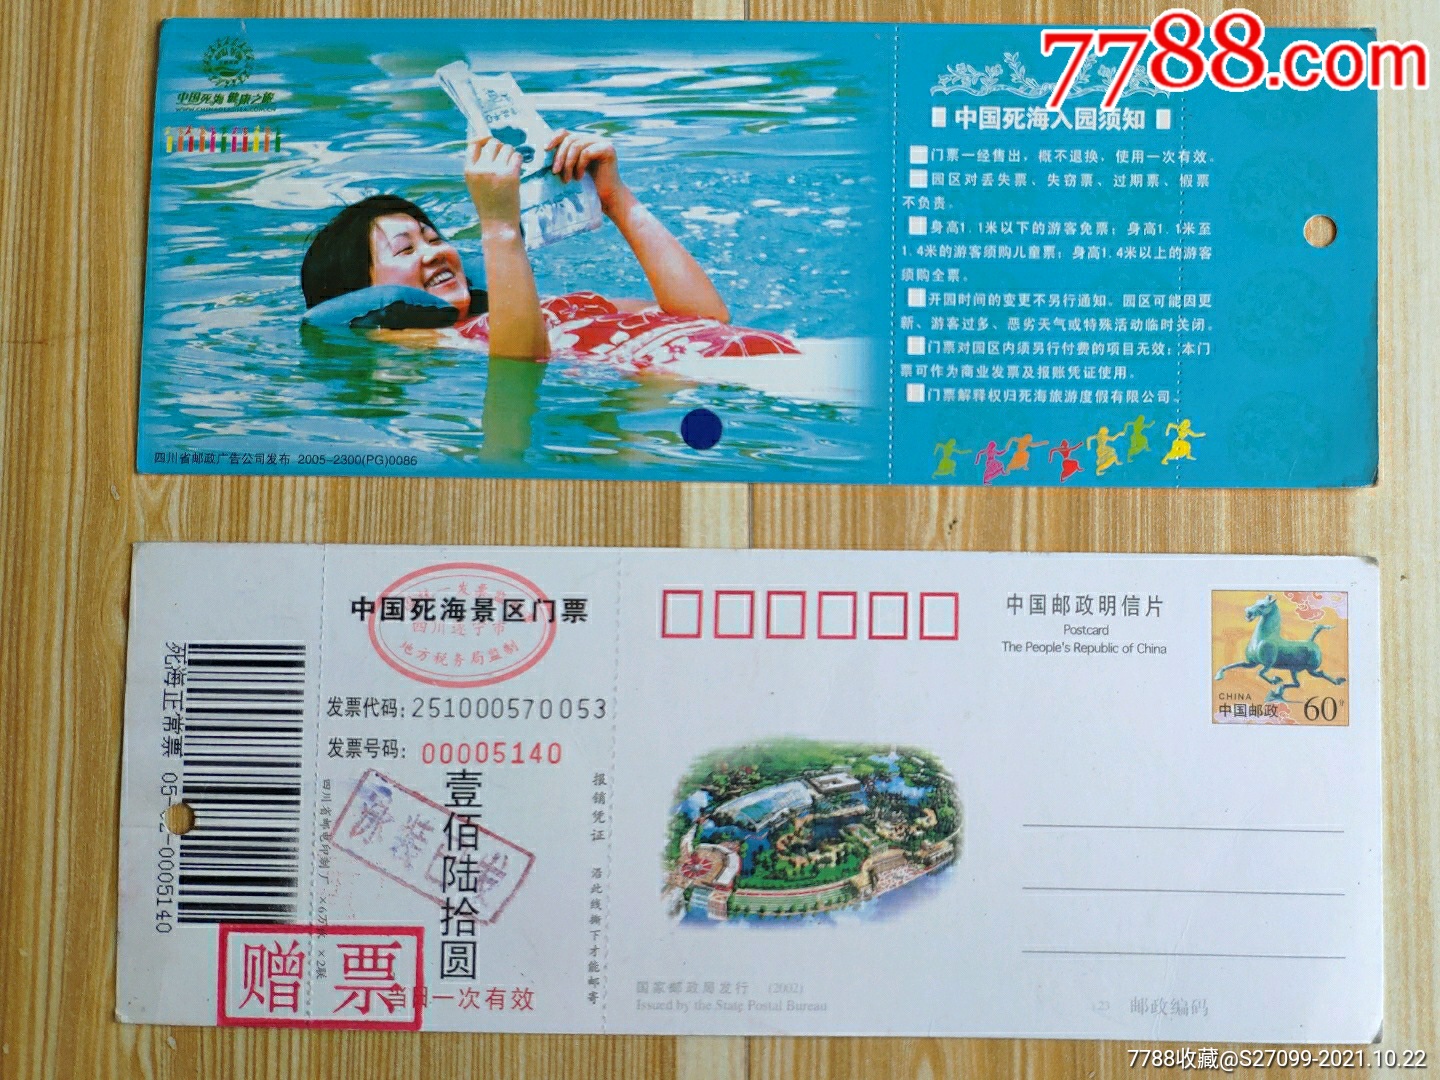 7788.com
中国死海 健康之旅
WWW.CHINADEADSEA.COM.CN
中国死海入园须知
门票一经售出，概不退换，使用一次有效。
园区对丢失票、失窃票、过期票、假票
不负责。
身高1.1米以下的游客免票；身高1.1米至
1.4米的游客须购儿童票；身高1.4米以上的游客
须购全票。
开园时间的变更不另行通知。园区可能因更
新、游客过多、恶劣天气或特殊活动临时关闭。
门票对园区内须另行付费的项目无效；本门
票可作为商业发票及报账凭证使用。
门票解释权归死海旅游度假有限公司。
四川省邮政广告公司发布 2005-2300(PG)0086
死海正常票 05-02-00005140
中国死海景区门票
四川遂宁市
地方税务局监制
发票代码：251000570053
发票号码：00005140
壹佰陆拾圆
泳装已发
报销凭证 沿此线撕下才能邮寄
赠票
当日一次有效
中国邮政明信片
Postcard
The People's Republic of China
CHINA
中国邮政 60分
国家邮政局发行 (2002)
Issued by the State Postal Bureau
邮政编码
7788收藏@S27099-2021.10.22